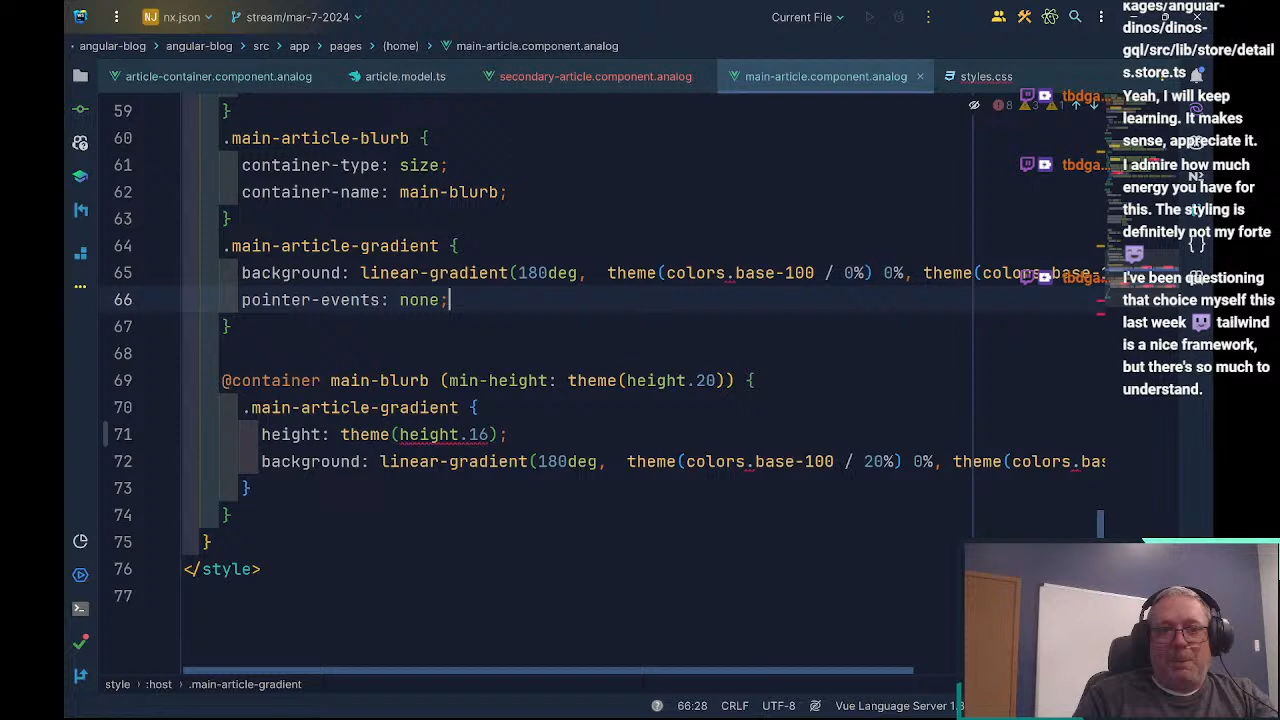 nx.json
stream/mar-7-2024
Current File
angular-blog
angular-blog
src
app
pages
(home)
main-article.component.analog
article-container.component.analog
article.model.ts
secondary-article.component.analog
main-article.component.analog
styles.css
8
3
1
59 }
60 .main-article-blurb {
61 container-type: size;
62 container-name: main-blurb;
63 }
64 .main-article-gradient {
65 background: linear-gradient(180deg,  theme(colors.base-100 / 0%) 0%, theme(colors.base-
66 pointer-events: none;
67 }
68
69 @container main-blurb (min-height: theme(height.20)) {
70 .main-article-gradient {
71 height: theme(height.16);
72 background: linear-gradient(180deg,  theme(colors.base-100 / 20%) 0%, theme(colors.bas
73 }
74 }
75 }
76 </style>
77
style
:host
.main-article-gradient
66:28
CRLF
UTF-8
Vue Language Server 1.8
kages/angular-
dinos/dinos-
gql/src/lib/store/detail
s.store.ts
tbdga... Yeah, I will keep
learning. it makes
sense, appreciate it.
tbdga... I admire how much
energy you have for
this. The styling is
definitely not my forte
tbdga... I've been questioning
that choice myself this
last week tailwind
is a nice framework,
but there's so much to
understand.